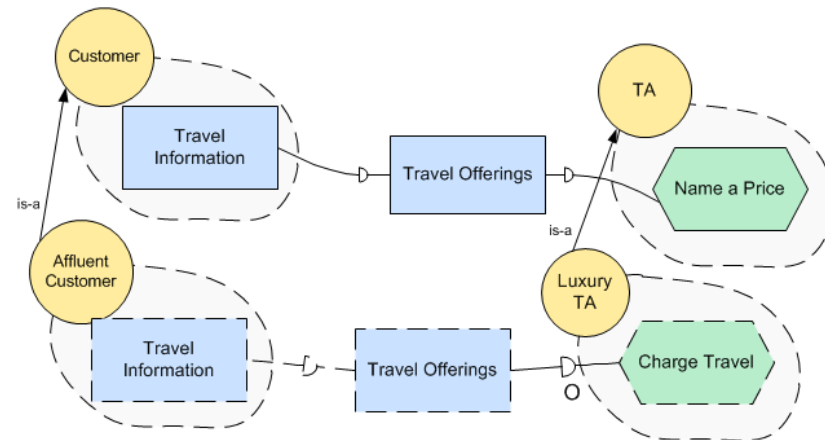 Customer
TA
Travel
Information
Travel Offerings
Name a Price
is-a
is-a
Affluent
Customer
Luxury
TA
Travel
Information
Travel Offerings
Charge Travel
O